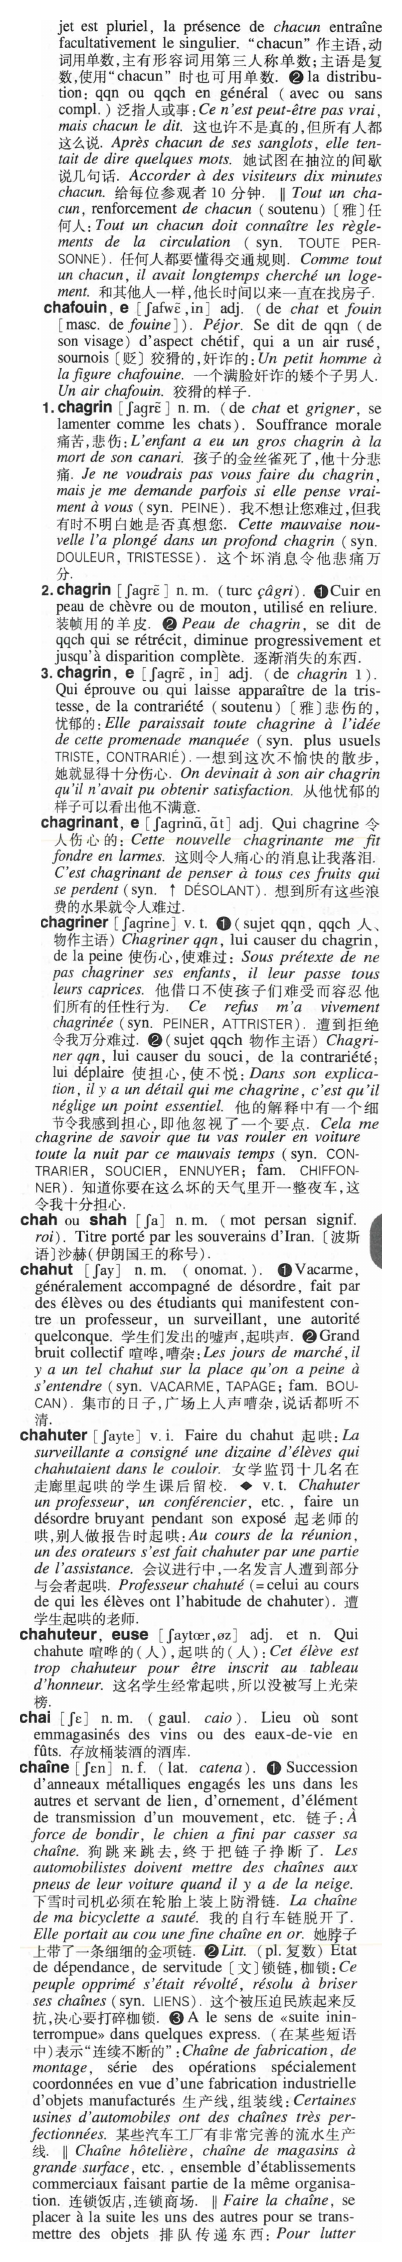 jet est pluriel, la présence de chacun entraîne
facultativement le singulier. “chacun” 作主语,动
词用单数,主有形容词用第三人称单数;主语是复
数,使用“chacun” 时也可用单数. ❷ la distribu-
tion: qqn ou qqch en général ( avec ou sans
compl. ) 泛指人或事: Ce n'est peut-être pas vrai,
mais chacun le dit. 这也许不是真的,但所有人都
这么说. Après chacun de ses sanglots, elle ten-
tait de dire quelques mots. 她试图在抽泣的间歇
说几句话. Accorder à des visiteurs dix minutes
chacun. 给每位参观者 10 分钟. ‖ Tout un cha-
cun, renforcement de chacun ( soutenu) 〔雅〕任
何人: Tout un chacun doit connaître les règle-
ments de la circulation ( syn. TOUTE PER-
SONNE). 任何人都要懂得交通规则. Comme tout
un chacun, il avait longtemps cherché un loge-
ment. 和其他人一样,他长时间以来一直在找房子.
chafouin, e [ʃafwɛ̃, in] adj. ( de chat et fouin
[ masc. de fouine] ). Péjor. Se dit de qqn ( de
son visage) d'aspect chétif, qui a un air rusé,
sournois 〔贬〕狡猾的,奸诈的: Un petit homme à
la figure chafouine. 一个满脸奸诈的矮个子男人.
Un air chafouin. 狡猾的样子.
1. chagrin [ʃagrɛ̃] n. m. ( de chat et grigner, se
lamenter comme les chats). Souffrance morale
痛苦,悲伤: L'enfant a eu un gros chagrin à la
mort de son canari. 孩子的金丝雀死了,他十分悲
痛. Je ne voudrais pas vous faire du chagrin,
mais je me demande parfois si elle pense vrai-
ment à vous ( syn. PEINE). 我不想让您难过,但我
有时不明白她是否真想您. Cette mauvaise nou-
velle l'a plongé dans un profond chagrin ( syn.
DOULEUR, TRISTESSE). 这个坏消息令他悲痛万
分.
2. chagrin [ʃagrɛ̃] n. m. ( turc çâgri). ❶Cuir en
peau de chèvre ou de mouton, utilisé en reliure.
装帧用的羊皮. ❷ Peau de chagrin, se dit de
qqch qui se rétrécit, diminue progressivement et
jusqu'à disparition complète. 逐渐消失的东西.
3. chagrin, e [ʃagrɛ̃, in] adj. ( de chagrin 1).
Qui éprouve ou qui laisse apparaître de la tris-
tesse, de la contrariété ( soutenu) 〔雅〕悲伤的,
忧郁的: Elle paraissait toute chagrine à l'idée
de cette promenade manquée ( syn. plus usuels
TRISTE, CONTRARIÉ).一想到这次不愉快的散步,
她就显得十分伤心. On devinait à son air chagrin
qu'il n'avait pu obtenir satisfaction. 从他忧郁的
样子可以看出他不满意.
chagrinant, e [ʃagrinɑ̃, ɑ̃t] adj. Qui chagrine 令
人伤心的: Cette nouvelle chagrinante me fit
fondre en larmes. 这则令人痛心的消息让我落泪.
C'est chagrinant de penser à tous ces fruits qui
se perdent (syn. ↑ DÉSOLANT). 想到所有这些浪
费的水果就令人难过.
chagriner [ʃagrine] v. t. ❶( sujet qqn, qqch 人、
物作主语) Chagriner qqn, lui causer du chagrin,
de la peine 使伤心,使难过: Sous prétexte de ne
pas chagriner ses enfants, il leur passe tous
leurs caprices. 他借口不使孩子们难受而容忍他
们所有的任性行为. Ce refus m'a vivement
chagrinée (syn. PEINER, ATTRISTER). 遭到拒绝
令我万分难过. ❷( sujet qqch 物作主语) Chagri-
ner qqn, lui causer du souci, de la contrariété;
lui déplaire 使担心,使不悦: Dans son explica-
tion, il y a un détail qui me chagrine, c'est qu'il
néglige un point essentiel. 他的解释中有一个细
节令我感到担心,即他忽视了一个要点. Cela me
chagrine de savoir que tu vas rouler en voiture
toute la nuit par ce mauvais temps ( syn. CON-
TRARIER, SOUCIER, ENNUYER; fam. CHIFFON-
NER). 知道你要在这么坏的天气里开一整夜车,这
令我十分担心.
chah ou shah [ʃa] n. m. ( mot persan signif.
roi). Titre porté par les souverains d'Iran. 〔波斯
语〕沙赫(伊朗国王的称号).
chahut [ʃay] n. m. ( onomat. ). ❶Vacarme,
généralement accompagné de désordre, fait par
des élèves ou des étudiants qui manifestent con-
tre un professeur, un surveillant, une autorité
quelconque. 学生们发出的嘘声,起哄声. ❷Grand
bruit collectif 喧哗,嘈杂: Les jours de marché, il
y a un tel chahut sur la place qu'on a peine à
s'entendre (syn. VACARME, TAPAGE; fam. BOU-
CAN). 集市的日子,广场上人声嘈杂,说话都听不
清.
chahuter [ʃayte] v. i. Faire du chahut 起哄: La
surveillante a consigné une dizaine d'élèves qui
chahutaient dans le couloir. 女学监罚十几名在
走廊里起哄的学生课后留校. ◆ v. t. Chahuter
un professeur, un conférencier, etc. , faire un
désordre bruyant pendant son exposé 起老师的
哄,别人做报告时起哄: Au cours de la réunion,
un des orateurs s'est fait chahuter par une partie
de l'assistance. 会议进行中,一名发言人遭到部分
与会者起哄. Professeur chahuté (= celui au cours
de qui les élèves ont l'habitude de chahuter). 遭
学生起哄的老师.
chahuteur, euse [ʃaytœr, øz] adj. et n. Qui
chahute 喧哗的(人),起哄的(人): Cet élève est
trop chahuteur pour être inscrit au tableau
d'honneur. 这名学生经常起哄,所以没被写上光荣
榜.
chai [ʃɛ] n. m. ( gaul. caio). Lieu où sont
emmagasinés des vins ou des eaux-de-vie en
fûts. 存放桶装酒的酒库.
chaîne [ʃɛn] n. f. ( lat. catena). ❶ Succession
d'anneaux métalliques engagés les uns dans les
autres et servant de lien, d'ornement, d'élément
de transmission d'un mouvement, etc. 链子: À
force de bondir, le chien a fini par casser sa
chaîne. 狗跳来跳去,终于把链子挣断了. Les
automobilistes doivent mettre des chaînes aux
pneus de leur voiture quand il y a de la neige.
下雪时司机必须在轮胎上装上防滑链. La chaîne
de ma bicyclette a sauté. 我的自行车链脱开了.
Elle portait au cou une fine chaîne en or. 她脖子
上带了一条细细的金项链. ❷Litt. ( pl. 复数) État
de dépendance, de servitude 〔文〕锁链,枷锁: Ce
peuple opprimé s'était révolté, résolu à briser
ses chaînes (syn. LIENS). 这个被压迫民族起来反
抗,决心要打碎枷锁. ❸A le sens de «suite inin-
terrompue» dans quelques express. (在某些短语
中)表示“连续不断的”: Chaîne de fabrication, de
montage, série des opérations spécialement
coordonnées en vue d'une fabrication industrielle
d'objets manufacturés 生产线,组装线: Certaines
usines d'automobiles ont des chaînes très per-
fectionnées. 某些汽车工厂有非常完善的流水生产
线. ‖ Chaîne hôtelière, chaîne de magasins à
grande surface, etc. , ensemble d'établissements
commerciaux faisant partie de la même organisa-
tion. 连锁饭店,连锁商场. ‖ Faire la chaîne, se
placer à la suite les uns des autres pour se trans-
mettre des objets 排队传递东西: Pour lutter